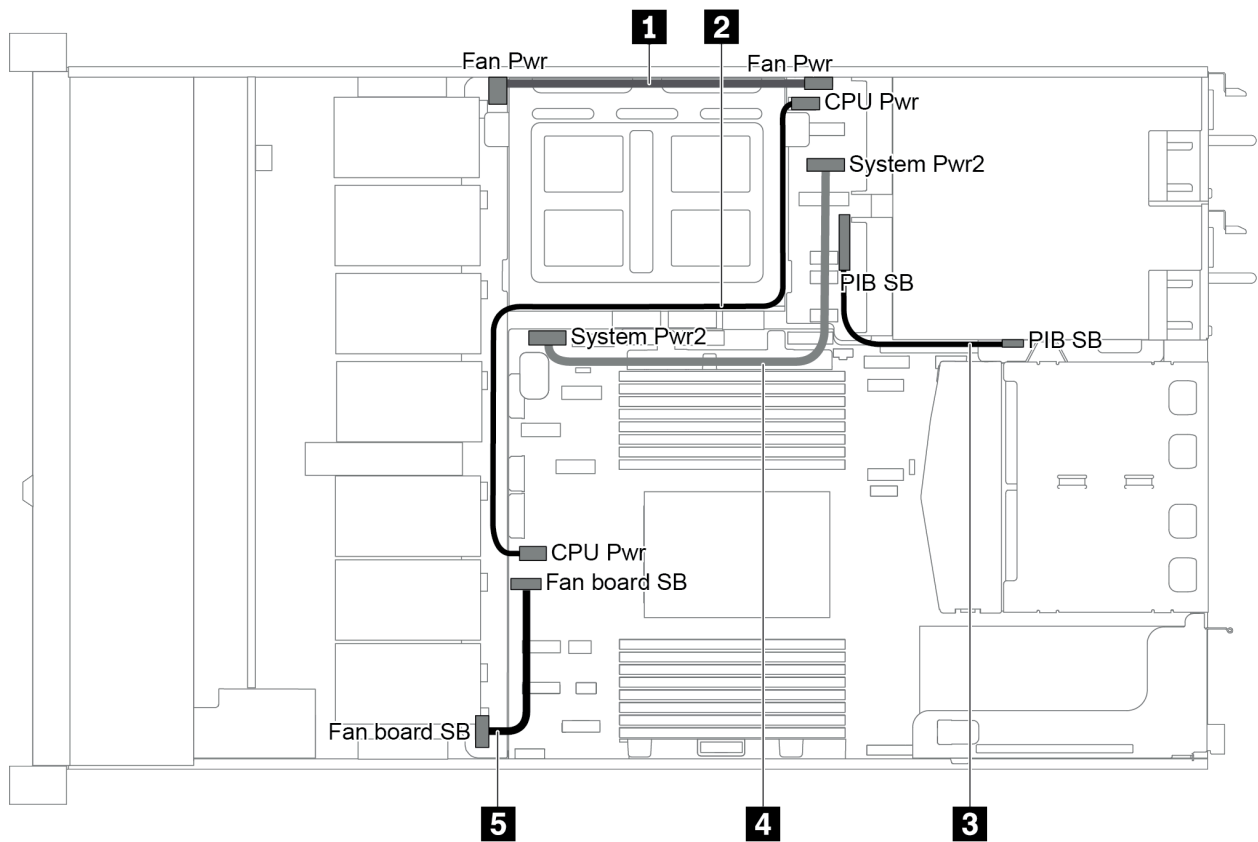 1
2
Fan Pwr
Fan Pwr
CPU Pwr
System Pwr2
PIB SB
System Pwr2
PIB SB
CPU Pwr
Fan board SB
Fan board SB
5
4
3